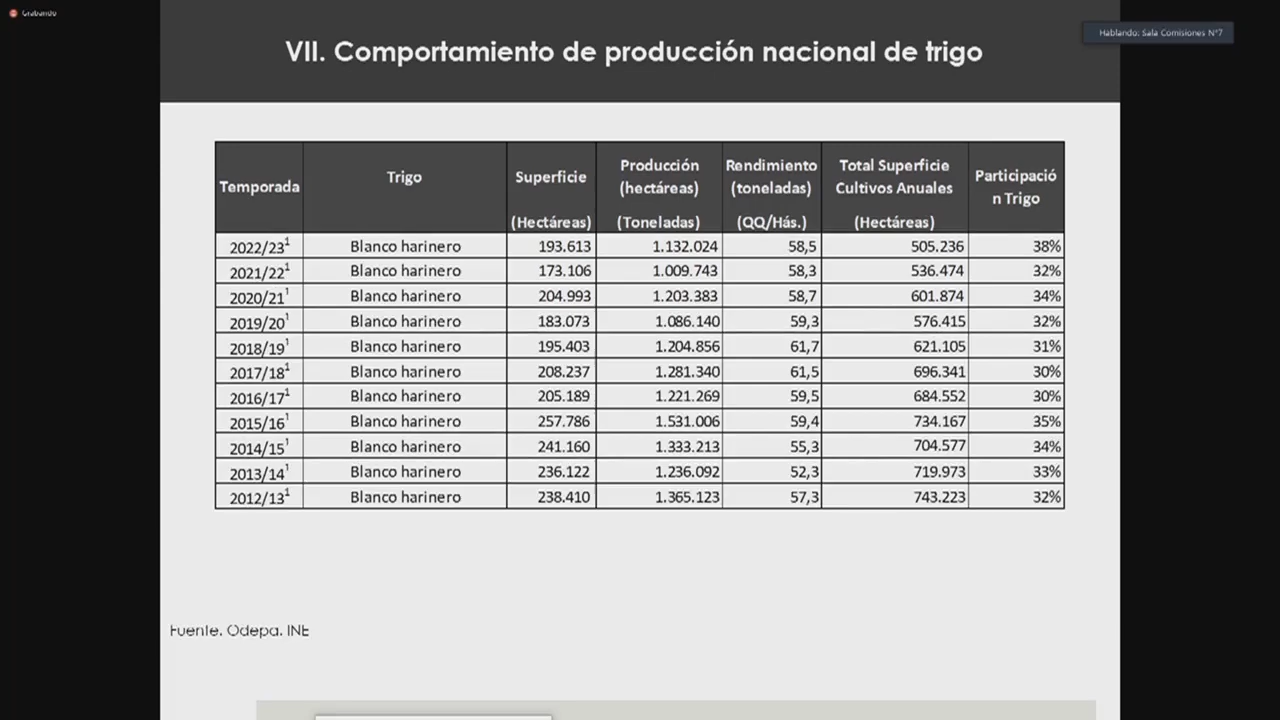 Grabando
Hablando: Sala Comisiones N°7
VII. Comportamiento de producción nacional de trigo
Temporada Trigo Superficie (Hectáreas) Producción (hectáreas) (Toneladas) Rendimiento (toneladas) (QQ/Hás.) Total Superficie Cultivos Anuales (Hectáreas) Participació n Trigo
2022/23¹ Blanco harinero 193.613 1.132.024 58,5 505.236 38%
2021/22¹ Blanco harinero 173.106 1.009.743 58,3 536.474 32%
2020/21¹ Blanco harinero 204.993 1.203.383 58,7 601.874 34%
2019/20¹ Blanco harinero 183.073 1.086.140 59,3 576.415 32%
2018/19¹ Blanco harinero 195.403 1.204.856 61,7 621.105 31%
2017/18¹ Blanco harinero 208.237 1.281.340 61,5 696.341 30%
2016/17¹ Blanco harinero 205.189 1.221.269 59,5 684.552 30%
2015/16¹ Blanco harinero 257.786 1.531.006 59,4 734.167 35%
2014/15¹ Blanco harinero 241.160 1.333.213 55,3 704.577 34%
2013/14¹ Blanco harinero 236.122 1.236.092 52,3 719.973 33%
2012/13¹ Blanco harinero 238.410 1.365.123 57,3 743.223 32%
Fuente. Odepa. INE